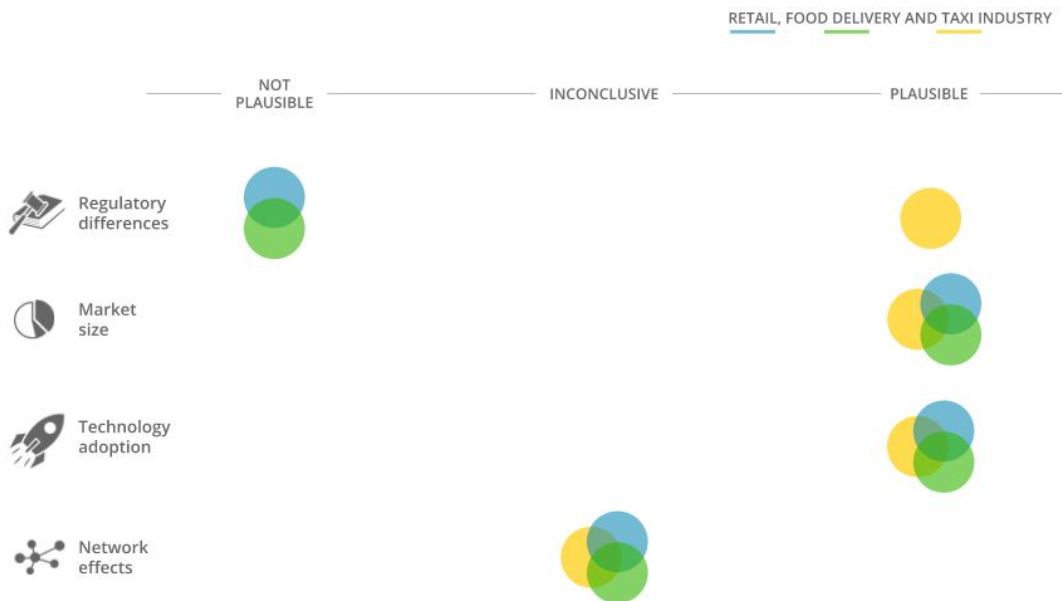 RETAIL, FOOD DELIVERY AND TAXI INDUSTRY
NOT
PLAUSIBLE
INCONCLUSIVE
PLAUSIBLE
Regulatory
differences
Market
size
Technology
adoption
Network
effects